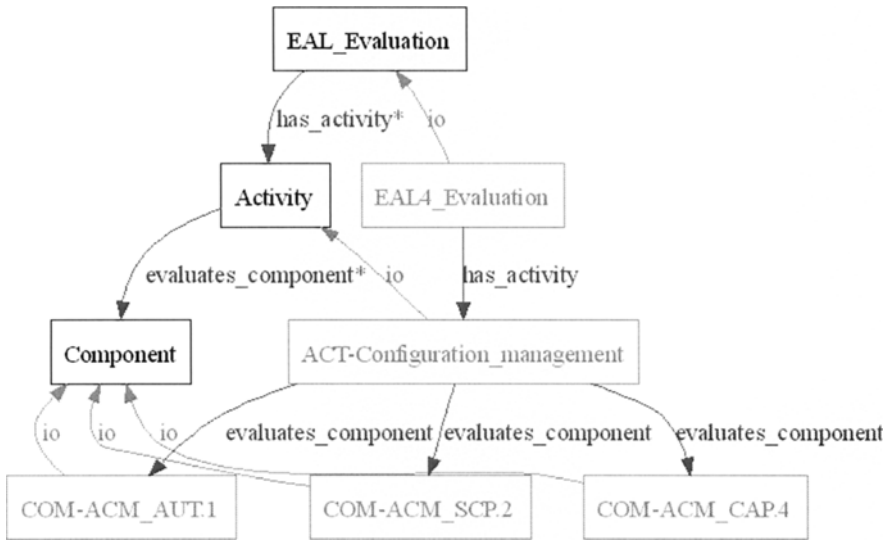 EAL_Evaluation
has_activity*
io
Activity
EAL4_Evaluation
evaluates_component*
io
has_activity
Component
ACT-Configuration_management
io
io
io
evaluates_component
evaluates_component
evaluates_component
COM-ACM_AUT.1
COM-ACM_SCP.2
COM-ACM_CAP.4